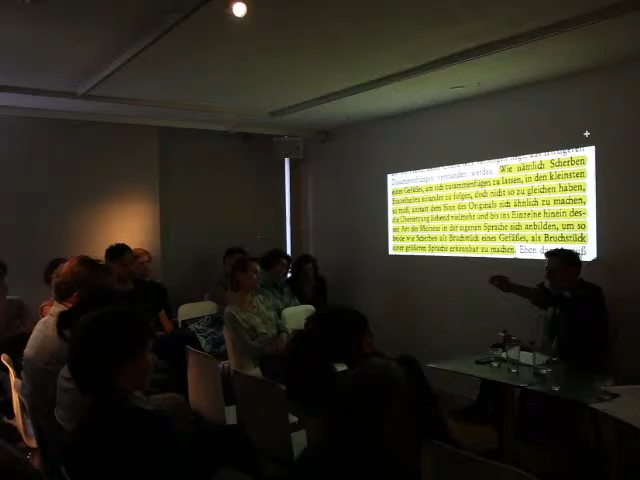 Zusammenhängen verstanden werden. Wie nämlich Scherben
eines Gefäßes, um sich zusammenfügen zu lassen, in den kleinsten
Einzelheiten einander zu folgen, doch nicht so zu gleichen haben,
so muß, anstatt dem Sinn des Originals sich ähnlich zu machen,
die Übersetzung liebend vielmehr und bis ins Einzelne hinein des-
sen Art des Meinens in der eigenen Sprache sich anbilden, um so
beide wie Scherben als Bruchstück eines Gefäßes, als Bruchstück
einer größeren Sprache erkennbar zu machen. Eben